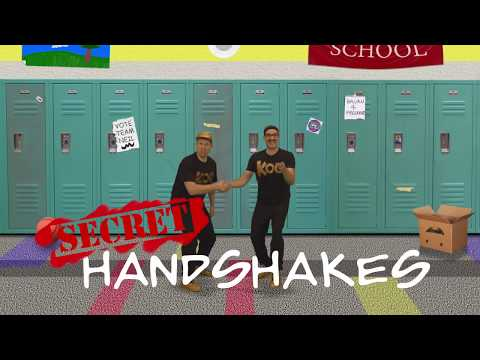 SCHOOL
VOTE
TEAM
NEIL
KOO
KOO
SECRET
HANDSHAKES